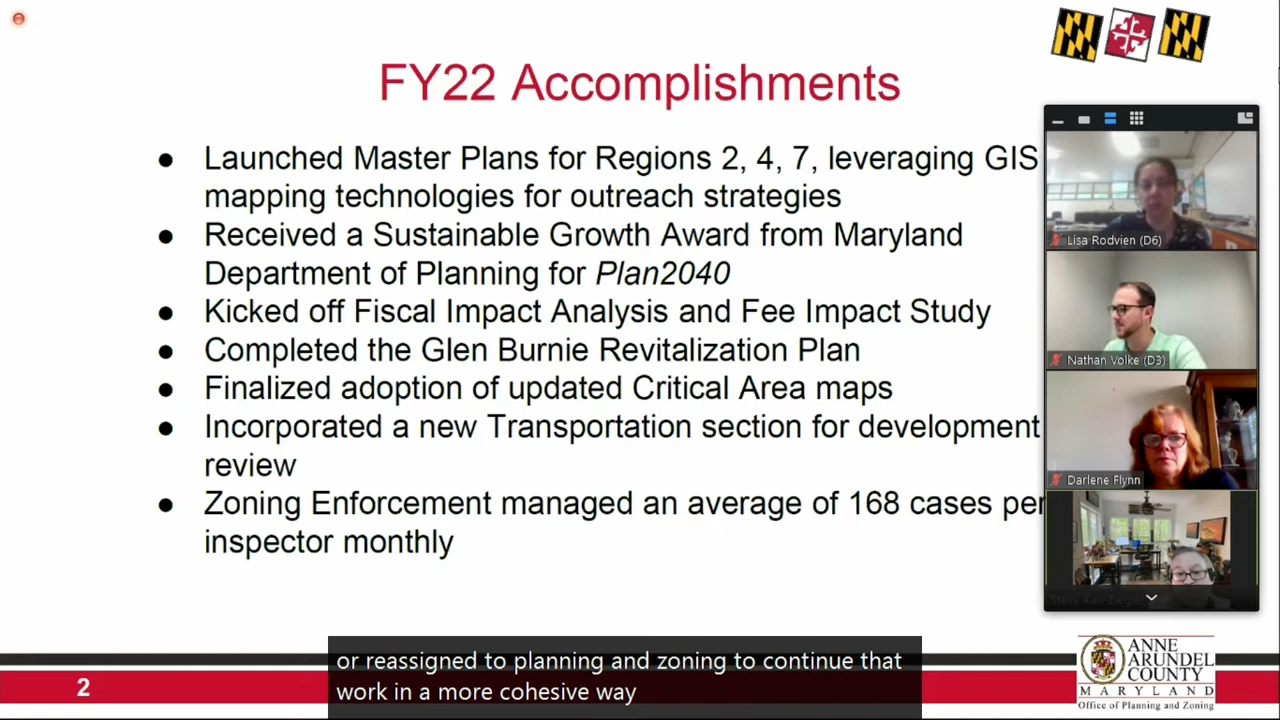 FY22 Accomplishments
● Launched Master Plans for Regions 2, 4, 7, leveraging GIS
mapping technologies for outreach strategies
● Received a Sustainable Growth Award from Maryland
Department of Planning for Plan2040
● Kicked off Fiscal Impact Analysis and Fee Impact Study
● Completed the Glen Burnie Revitalization Plan
● Finalized adoption of updated Critical Area maps
● Incorporated a new Transportation section for development
review
● Zoning Enforcement managed an average of 168 cases per
inspector monthly
Lisa Rodvien (D6)
Nathan Volke (D3)
Darlene Flynn
Steve
or reassigned to planning and zoning to continue that
work in a more cohesive way
2
ANNE
ARUNDEL
COUNTY
MARYLAND
Office of Planning and Zoning